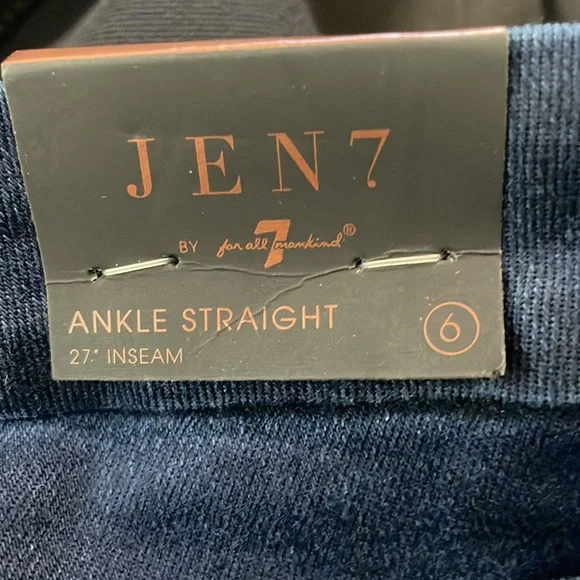 JEN7
BY 7 for all mankind®
ANKLE STRAIGHT
27" INSEAM
6